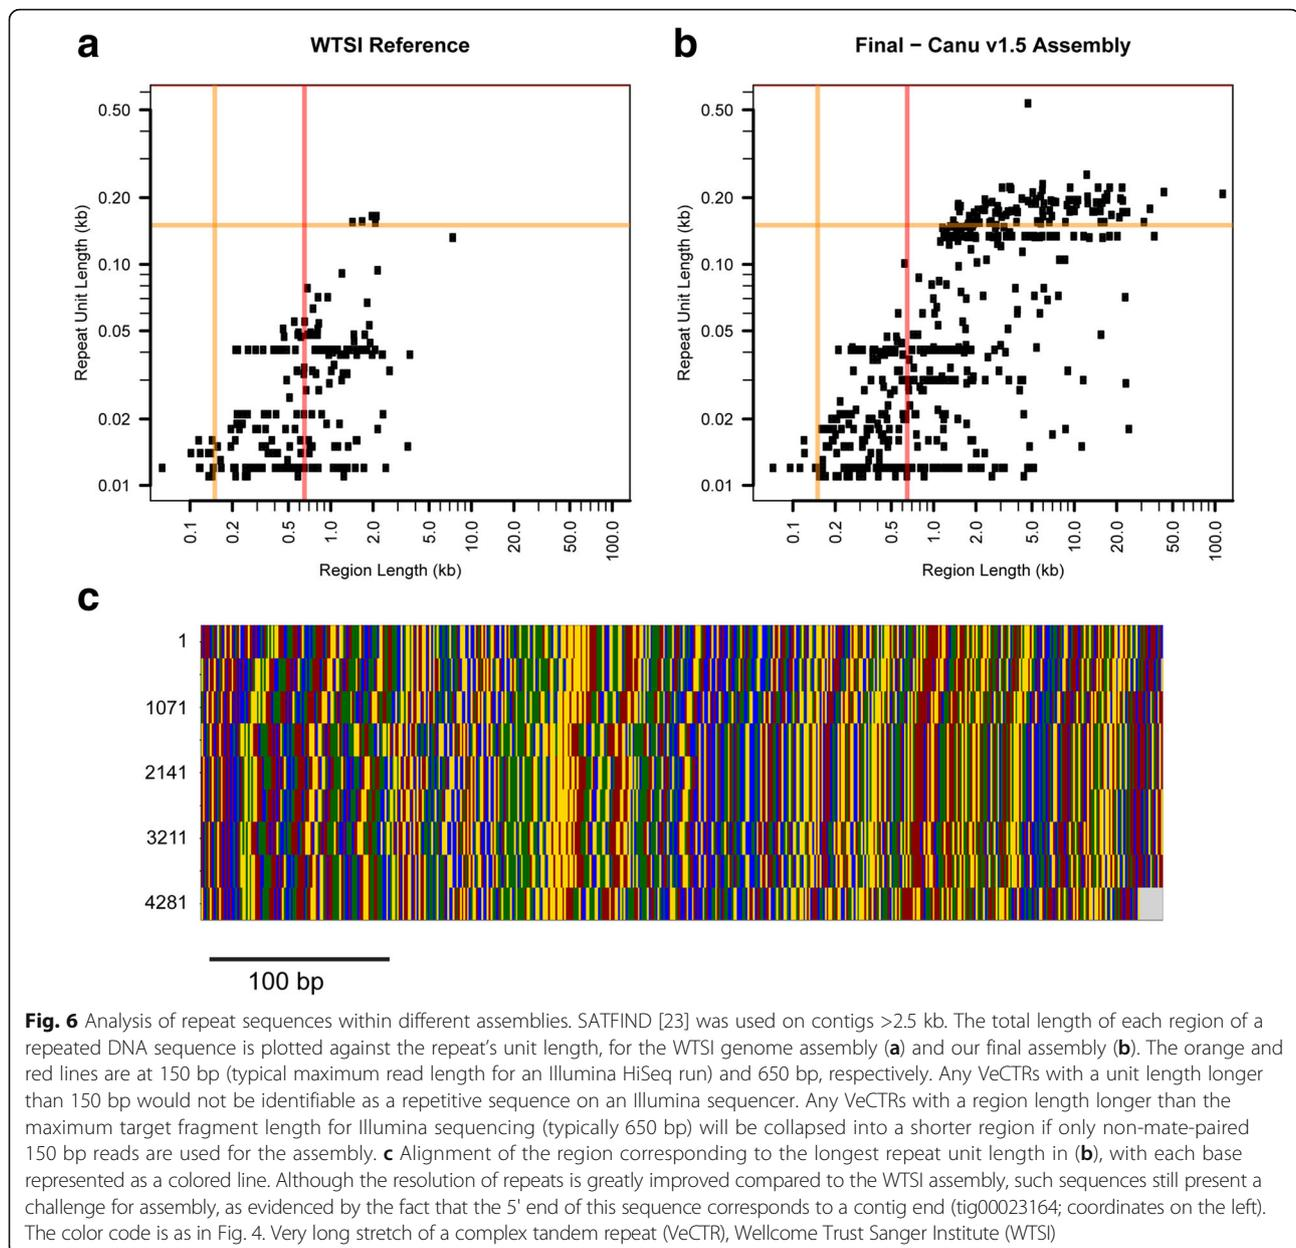 a
WTSI Reference
0.50
0.20
0.10
0.05
0.02
0.01
Repeat Unit Length (kb)
0.1
0.2
0.5
1.0
2.0
5.0
10.0
20.0
50.0
100.0
Region Length (kb)
b
Final − Canu v1.5 Assembly
0.50
0.20
0.10
0.05
0.02
0.01
Repeat Unit Length (kb)
0.1
0.2
0.5
1.0
2.0
5.0
10.0
20.0
50.0
100.0
Region Length (kb)
c
1
1071
2141
3211
4281
100 bp
Fig. 6 Analysis of repeat sequences within different assemblies. SATFIND [23] was used on contigs >2.5 kb. The total length of each region of a
repeated DNA sequence is plotted against the repeat's unit length, for the WTSI genome assembly (a) and our final assembly (b). The orange and
red lines are at 150 bp (typical maximum read length for an Illumina HiSeq run) and 650 bp, respectively. Any VeCTRs with a unit length longer
than 150 bp would not be identifiable as a repetitive sequence on an Illumina sequencer. Any VeCTRs with a region length longer than the
maximum target fragment length for Illumina sequencing (typically 650 bp) will be collapsed into a shorter region if only non-mate-paired
150 bp reads are used for the assembly. c Alignment of the region corresponding to the longest repeat unit length in (b), with each base
represented as a colored line. Although the resolution of repeats is greatly improved compared to the WTSI assembly, such sequences still present a
challenge for assembly, as evidenced by the fact that the 5' end of this sequence corresponds to a contig end (tig00023164; coordinates on the left).
The color code is as in Fig. 4. Very long stretch of a complex tandem repeat (VeCTR), Wellcome Trust Sanger Institute (WTSI)